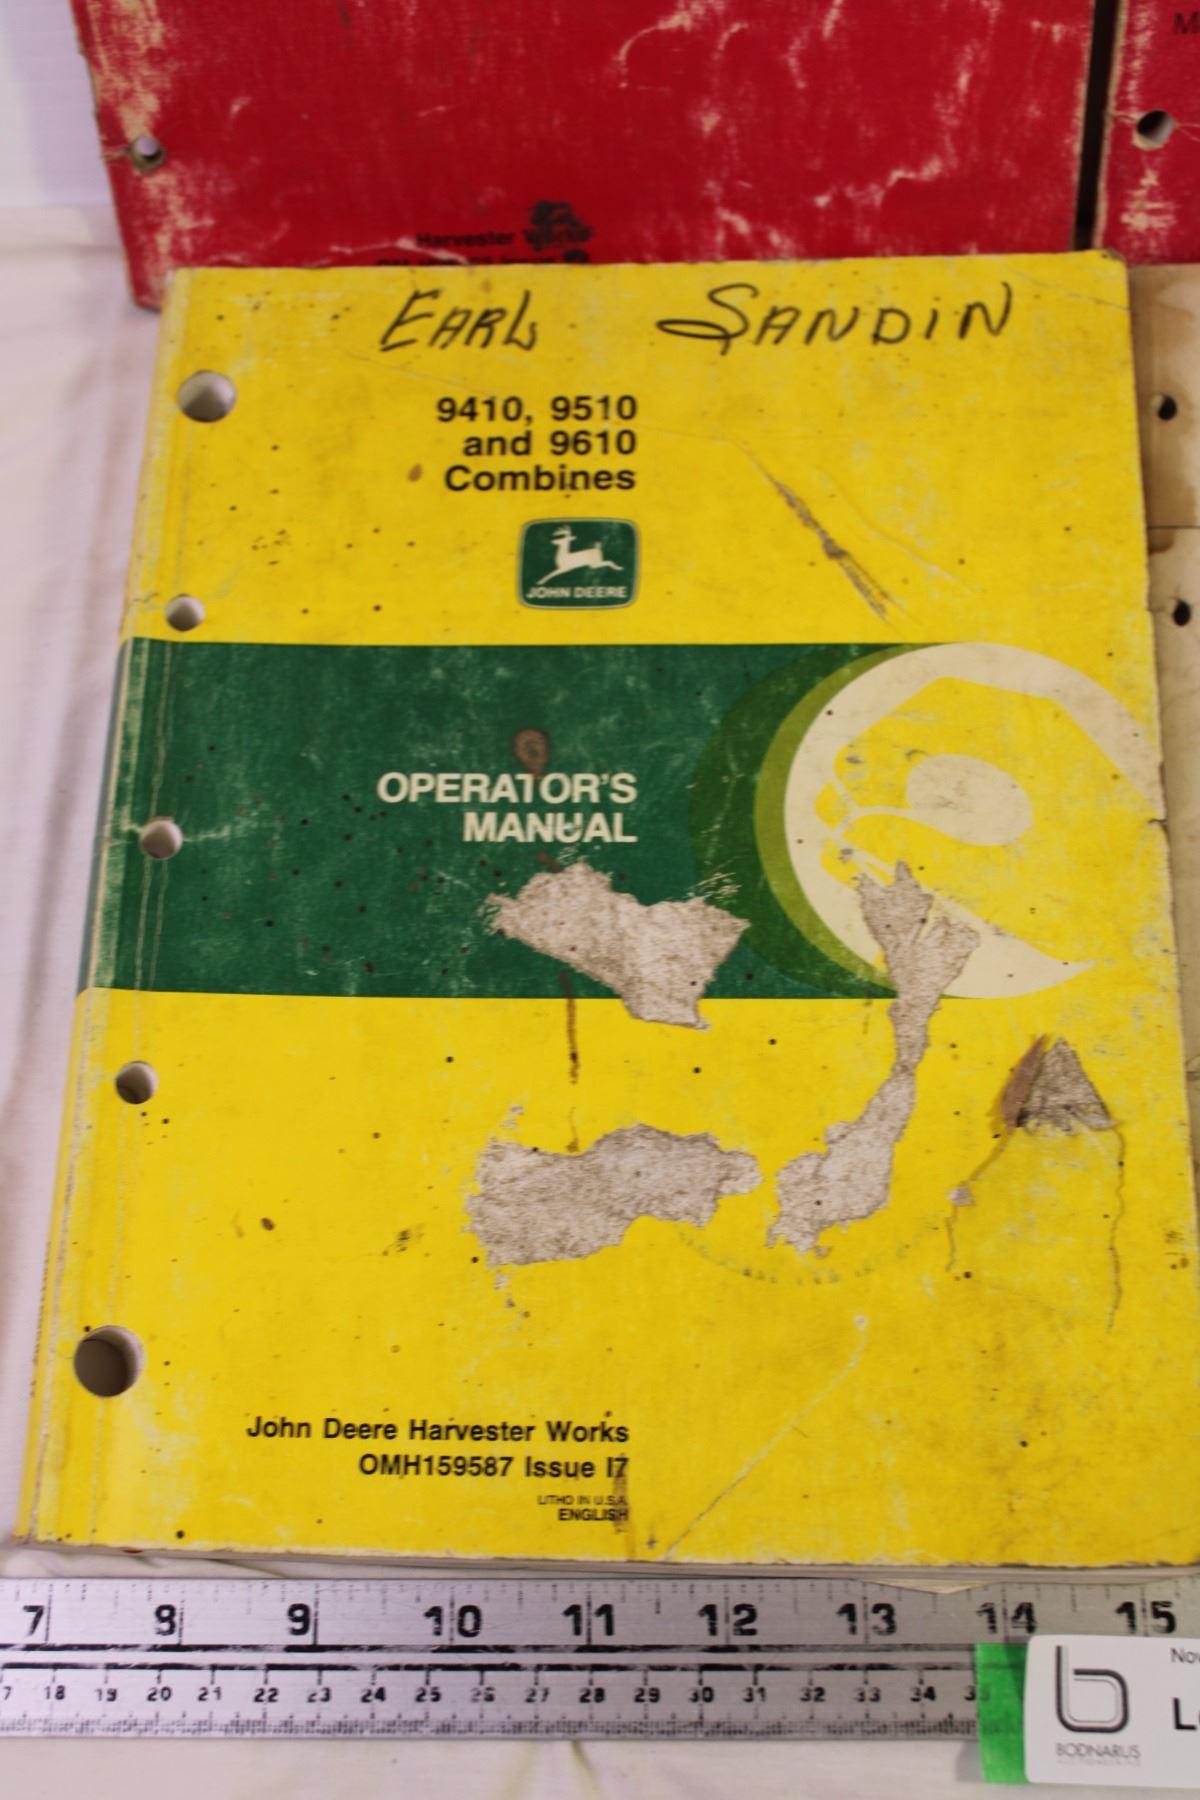 Harvester Works
EARL SANDIN
9410, 9510
and 9610
Combines
JOHN DEERE
OPERATOR'S
MANUAL
John Deere Harvester Works
OMH159587 Issue I7
LITHO IN U.S.A.
ENGLISH
7 8 9 10 11 12 13 14 15
17 18 19 20 21 22 23 24 25 26 27 28 29 30 31 32 33 34
BODNARUS
AUCTIONEERING